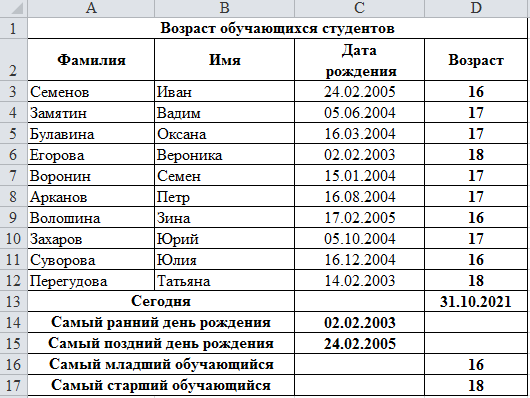 A B C D
1 Возраст обучающихся студентов
2 Фамилия Имя Дата рождения Возраст
3 Семенов Иван 24.02.2005 16
4 Замятин Вадим 05.06.2004 17
5 Булавина Оксана 16.03.2004 17
6 Егорова Вероника 02.02.2003 18
7 Воронин Семен 15.01.2004 17
8 Арканов Петр 16.08.2004 17
9 Волошина Зина 17.02.2005 16
10 Захаров Юрий 05.10.2004 17
11 Суворова Юлия 16.12.2004 16
12 Перегудова Татьяна 14.02.2003 18
13 Сегодня 31.10.2021
14 Самый ранний день рождения 02.02.2003
15 Самый поздний день рождения 24.02.2005
16 Самый младший обучающийся 16
17 Самый старший обучающийся 18